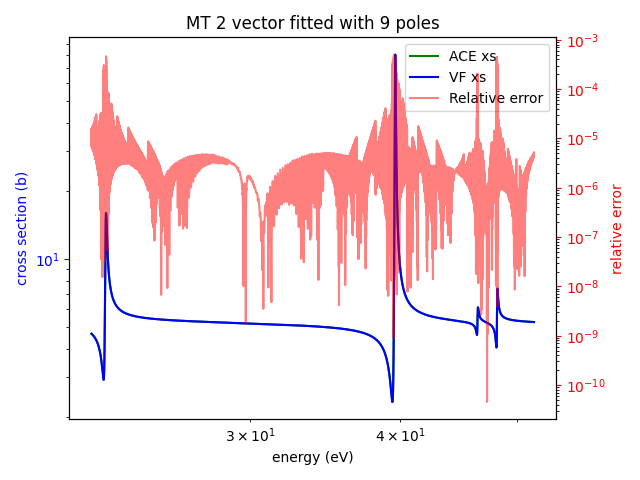 MT 2 vector fitted with 9 poles
ACE xs
VF xs
Relative error
cross section (b)
10¹
10⁻³
10⁻⁴
10⁻⁵
10⁻⁶
10⁻⁷
10⁻⁸
10⁻⁹
10⁻¹⁰
relative error
3 × 10¹
4 × 10¹
energy (eV)